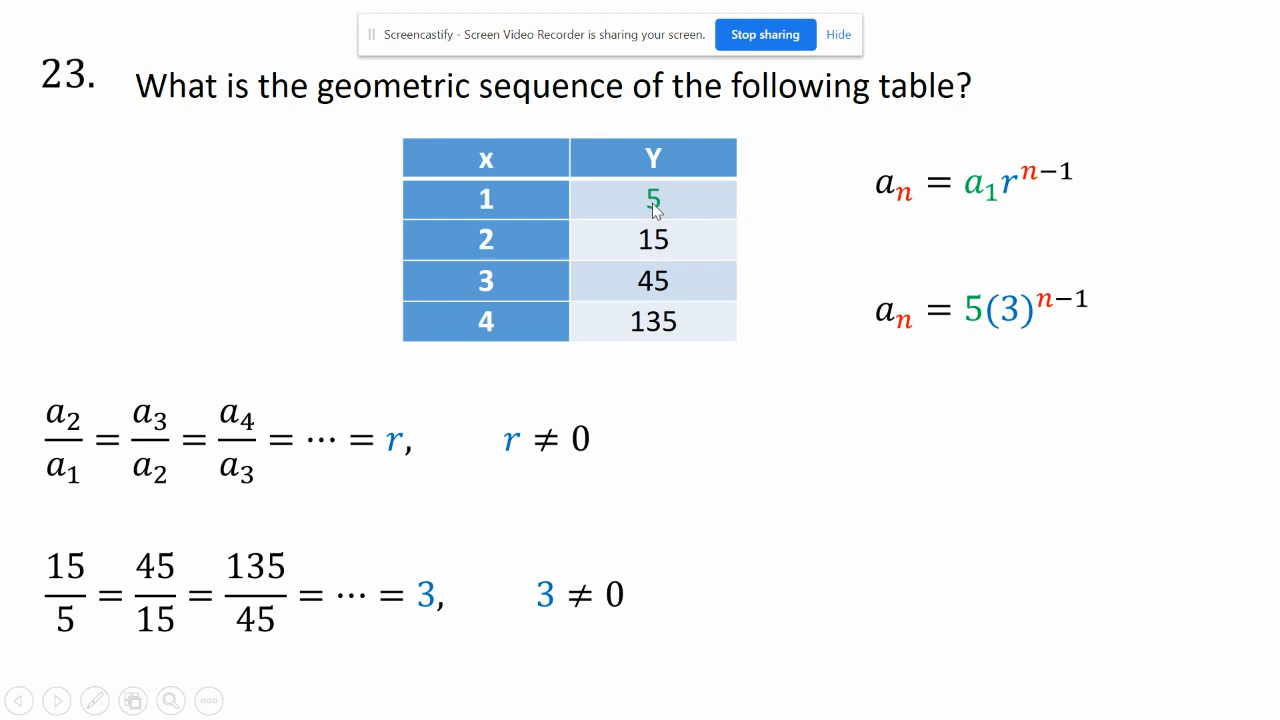 Screencastify - Screen Video Recorder is sharing your screen. Stop sharing Hide
23. What is the geometric sequence of the following table?
x Y
1 5
2 15
3 45
4 135
aₙ = a₁rⁿ⁻¹
aₙ = 5(3)ⁿ⁻¹
a₂/a₁ = a₃/a₂ = a₄/a₃ = ⋯ = r, r ≠ 0
15/5 = 45/15 = 135/45 = ⋯ = 3, 3 ≠ 0